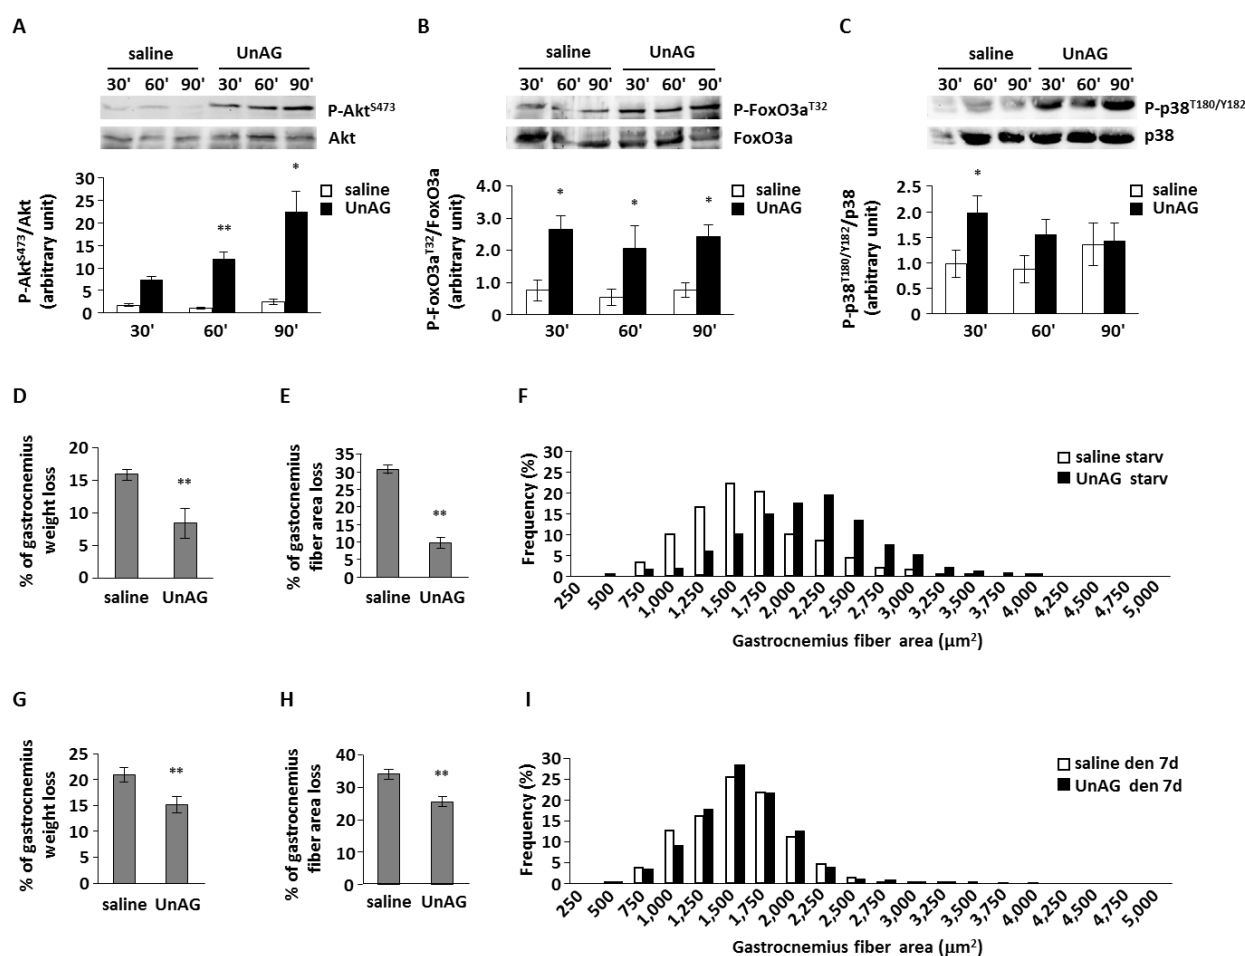 A
saline UnAG
30' 60' 90' 30' 60' 90'
P-Akt^S473
Akt
P-Akt^S473/Akt
(arbitrary unit)
30
25
20
15
10
5
0
**
*
saline
UnAG
30' 60' 90'
B
saline UnAG
30' 60' 90' 30' 60' 90'
P-FoxO3a^T32
FoxO3a
P-FoxO3a^T32/FoxO3a
(arbitrary unit)
4.0
3.0
2.0
1.0
0
* * *
saline
UnAG
30' 60' 90'
C
saline UnAG
30' 60' 90' 30' 60' 90'
P-p38^T180/Y182
p38
P-p38^T180/Y182/p38
(arbitrary unit)
2.5
2.0
1.5
1.0
0.5
0
*
saline
UnAG
30' 60' 90'
D
% of gastrocnemius
weight loss
20
15
10
5
0
**
saline UnAG
E
% of gastocnemius
fiber area loss
35
30
25
20
15
10
5
0
**
saline UnAG
F
Frequency (%)
30
25
20
15
10
5
0
saline starv
UnAG starv
250 500 750 1,000 1,250 1,500 1,750 2,000 2,250 2,500 2,750 3,000 3,250 3,500 3,750 4,000 4,250 4,500 4,750 5,000
Gastrocnemius fiber area (µm²)
G
% of gastrocnemius
weight loss
25
20
15
10
5
0
**
saline UnAG
H
% of gastrocnemius
fiber area loss
40
30
20
10
0
**
saline UnAG
I
Frequency (%)
30
25
20
15
10
5
0
saline den 7d
UnAG den 7d
250 500 750 1,000 1,250 1,500 1,750 2,000 2,250 2,500 2,750 3,000 3,250 3,500 3,750 4,000 4,250 4,500 4,750 5,000
Gastrocnemius fiber area (µm²)